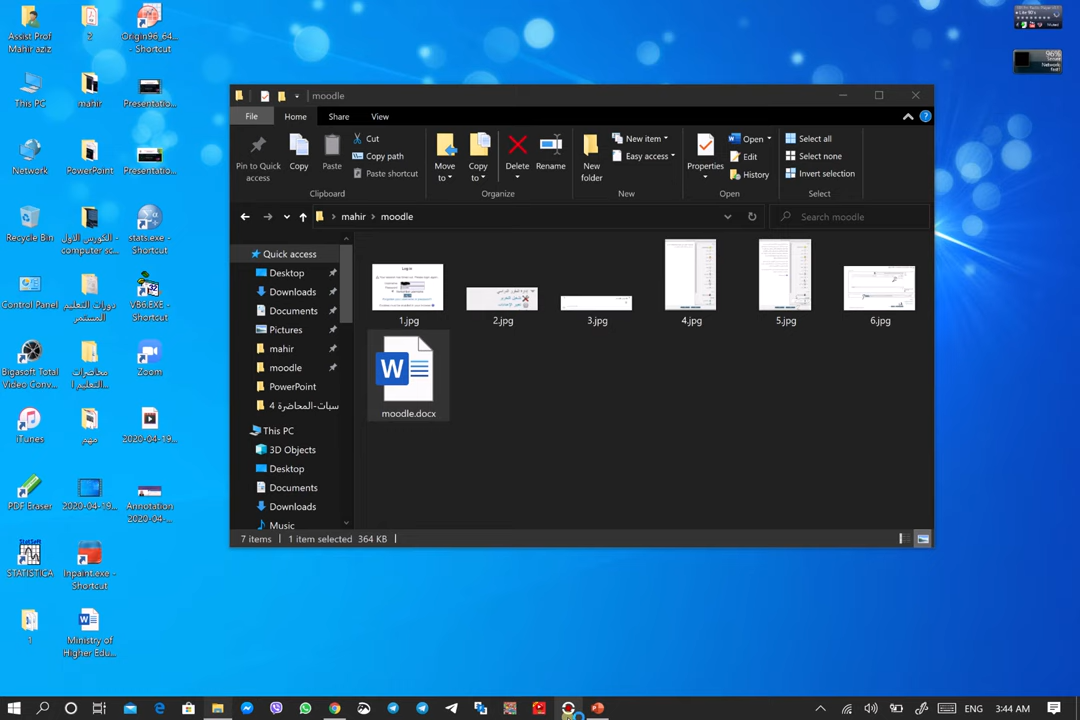 Assist Prof
Mahir aziz
2
Origin96_64...
- Shortcut
This PC
mahir
Presentatio...
Network
PowerPoint
Presentatio...
Recycle Bin
الكورس الاول -
computer sc...
stats.exe -
Shortcut
Control Panel
دورات التعليم
المستمر
VB6.EXE -
Shortcut
Bigasoft Total
Video Conv...
محاضرات
التعليم ا...
Zoom
iTunes
مهم
2020-04-19...
PDF Eraser
2020-04-19...
Annotation
2020-04-...
STATISTICA
Inpaint.exe -
Shortcut
1
Ministry of
Higher Edu...
96%
moodle
File
Home
Share
View
Pin to Quick
access
Copy
Paste
Cut
Copy path
Paste shortcut
Clipboard
Move
to
Copy
to
Delete
Rename
Organize
New
folder
New item
Easy access
New
Properties
Open
Edit
History
Open
Select all
Select none
Invert selection
Select
mahir
moodle
Search moodle
Quick access
Desktop
Downloads
Documents
Pictures
mahir
moodle
PowerPoint
سبات-المحاضرة 4
This PC
3D Objects
Desktop
Documents
Downloads
Music
Log in
1.jpg
2.jpg
3.jpg
4.jpg
5.jpg
6.jpg
W
moodle.docx
7 items
1 item selected 364 KB
ENG
3:44 AM